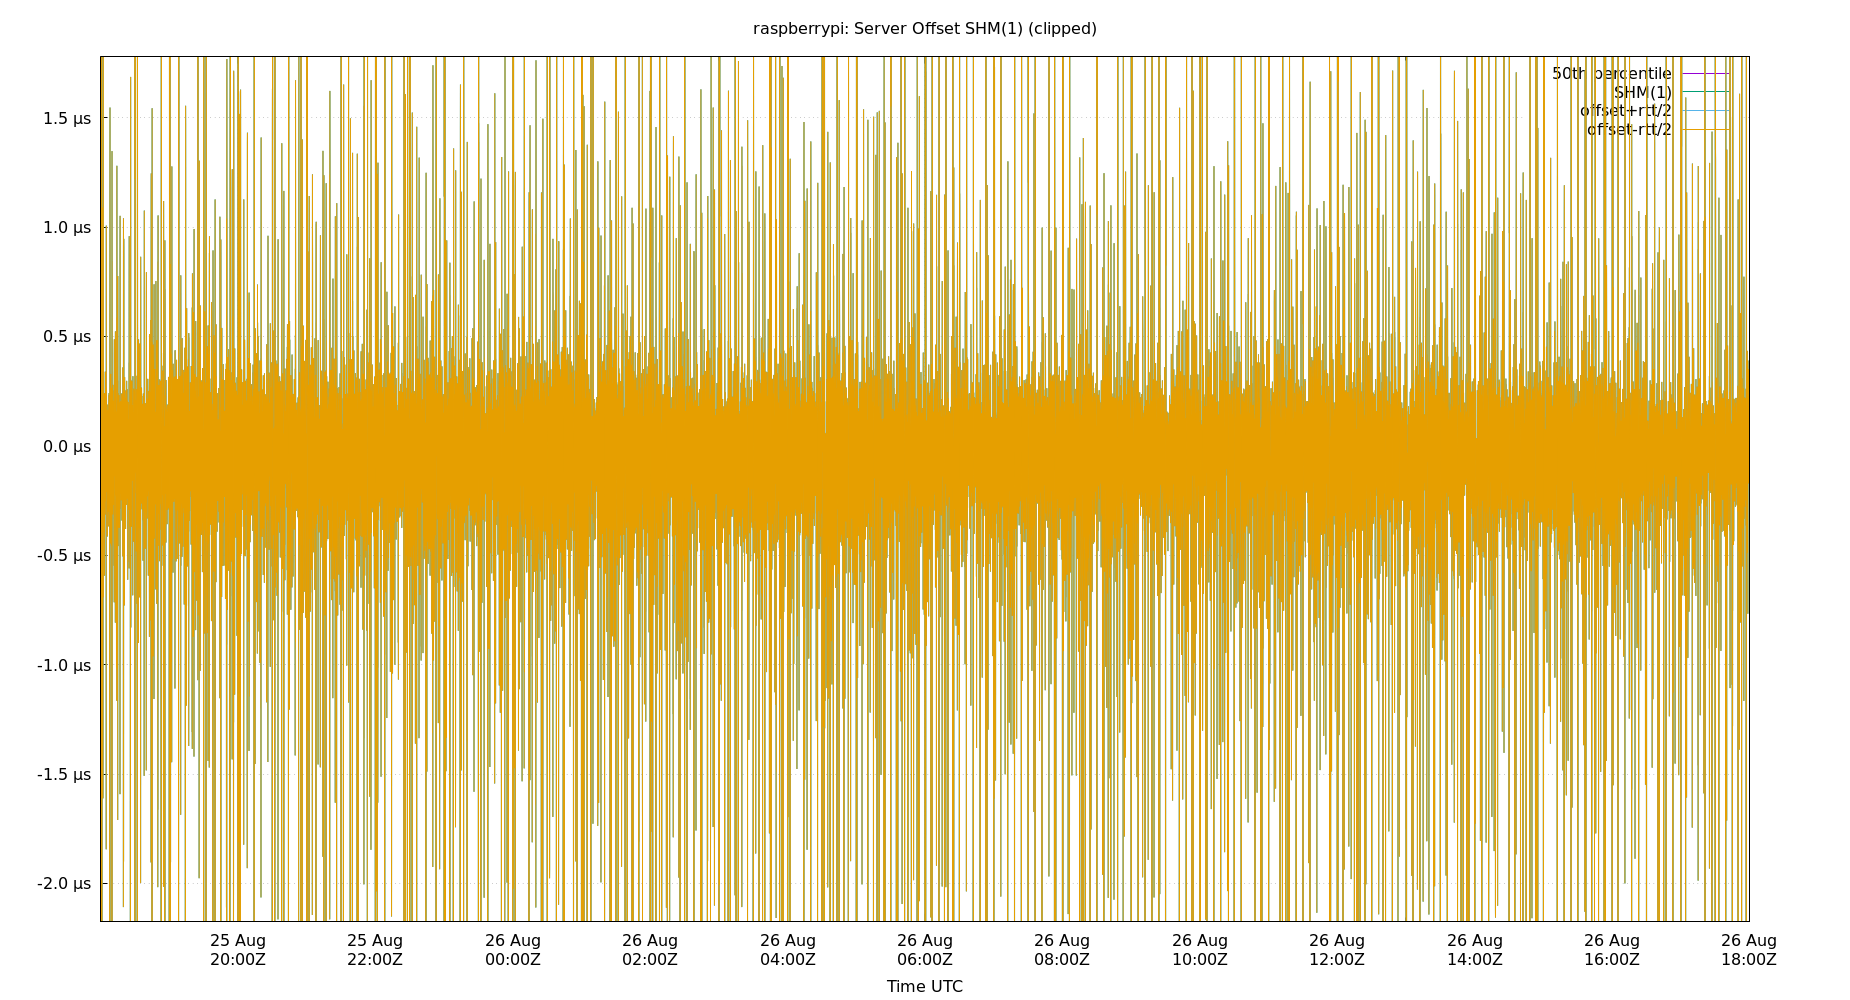 raspberrypi: Server Offset SHM(1) (clipped)
50th percentile
SHM(1)
offset+rtt/2
offset-rtt/2
1.5 µs
1.0 µs
0.5 µs
0.0 µs
-0.5 µs
-1.0 µs
-1.5 µs
-2.0 µs
25 Aug 25 Aug 26 Aug 26 Aug 26 Aug 26 Aug 26 Aug 26 Aug 26 Aug 26 Aug 26 Aug 26 Aug
20:00Z 22:00Z 00:00Z 02:00Z 04:00Z 06:00Z 08:00Z 10:00Z 12:00Z 14:00Z 16:00Z 18:00Z
Time UTC